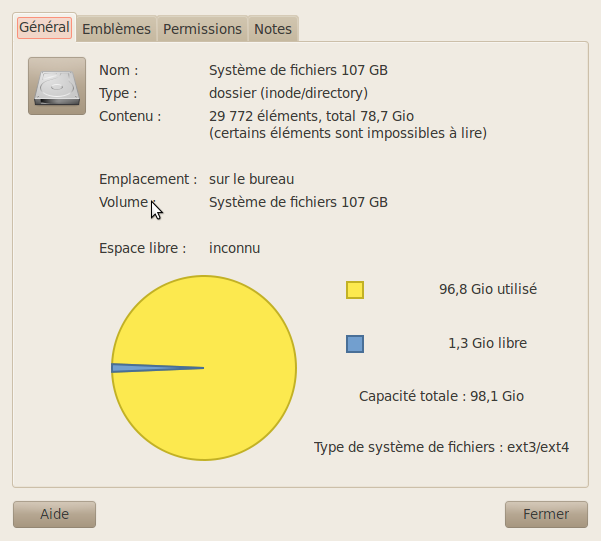 Général Emblèmes Permissions Notes
Nom : Système de fichiers 107 GB
Type : dossier (inode/directory)
Contenu : 29 772 éléments, total 78,7 Gio
(certains éléments sont impossibles à lire)
Emplacement : sur le bureau
Volume : Système de fichiers 107 GB
Espace libre : inconnu
96,8 Gio utilisé
1,3 Gio libre
Capacité totale : 98,1 Gio
Type de système de fichiers : ext3/ext4
Aide Fermer